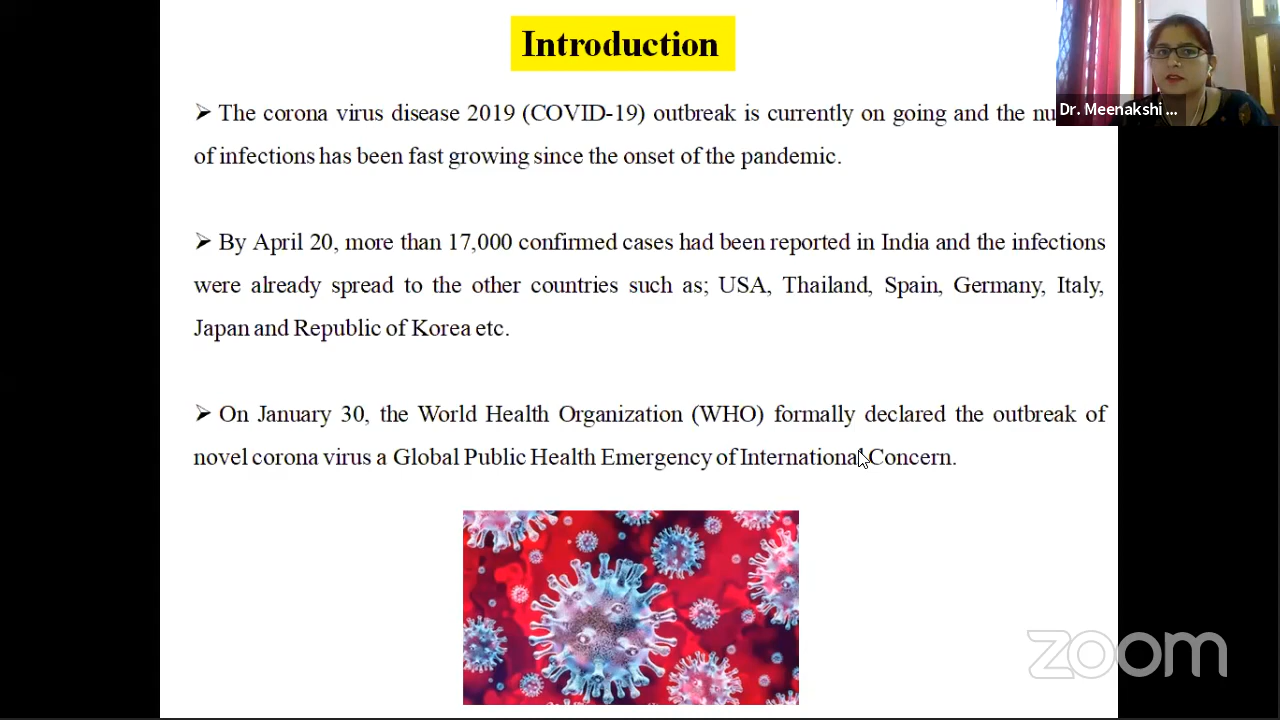 Introduction
➢ The corona virus disease 2019 (COVID-19) outbreak is currently on going and the nu
of infections has been fast growing since the onset of the pandemic.
➢ By April 20, more than 17,000 confirmed cases had been reported in India and the infections
were already spread to the other countries such as; USA, Thailand, Spain, Germany, Italy,
Japan and Republic of Korea etc.
➢ On January 30, the World Health Organization (WHO) formally declared the outbreak of
novel corona virus a Global Public Health Emergency of International Concern.
Dr. Meenakshi ...
zoom